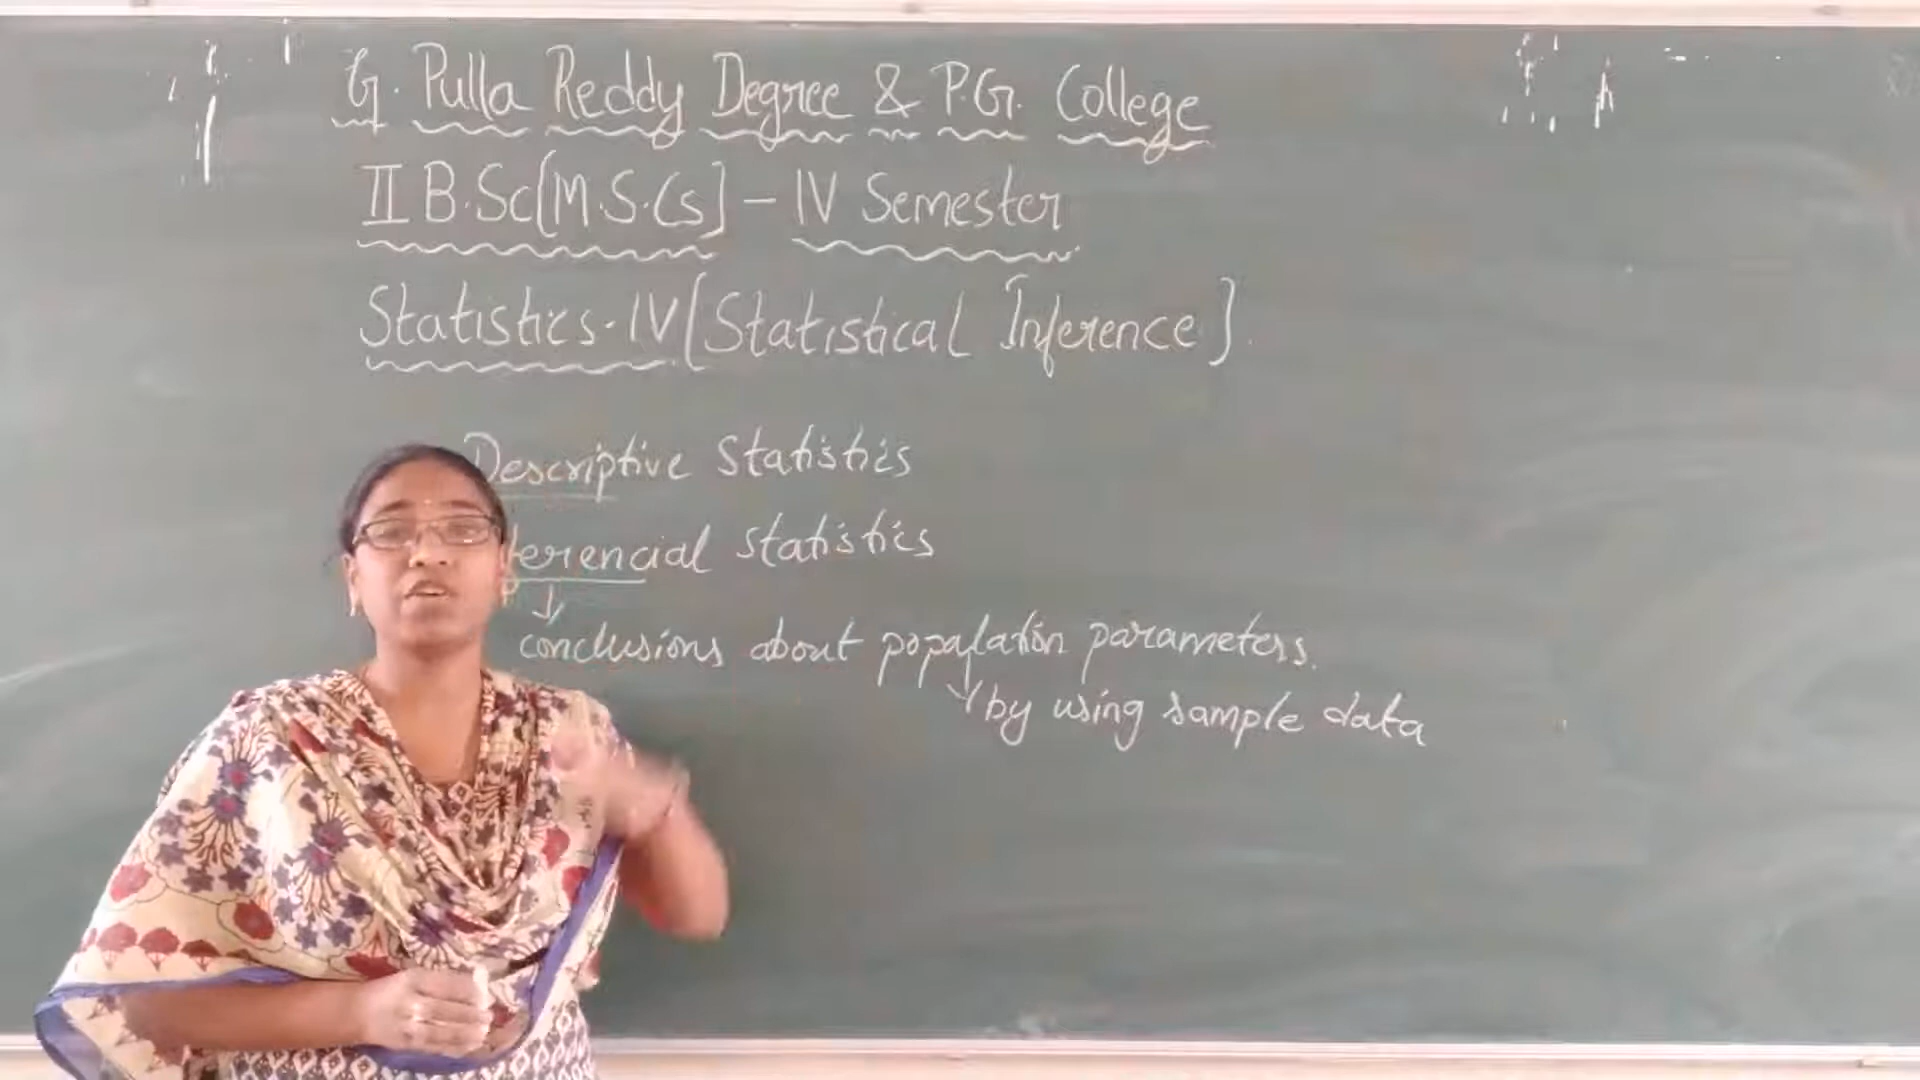 G. Pulla Reddy Degree & P.G. College
II B.Sc[M.S.Cs] - IV Semester
Statistics-IV[Statistical Inference].
Descriptive Statistics
ferencial Statistics
↓
conclusions about population parameters.
by using sample data